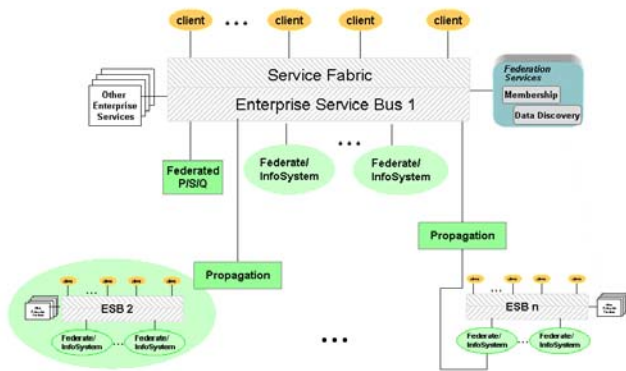 client
...
client
client
client
Service Fabric
Enterprise Service Bus 1
Other
Enterprise
Services
Federation
Services
Membership
Data Discovery
...
Federated
P/S/Q
Federate/
InfoSystem
Federate/
InfoSystem
Propagation
Propagation
...
ESB 2
Federate/
InfoSystem
...
Federate/
InfoSystem
...
...
ESB n
Federate/
InfoSystem
...
Federate/
InfoSystem